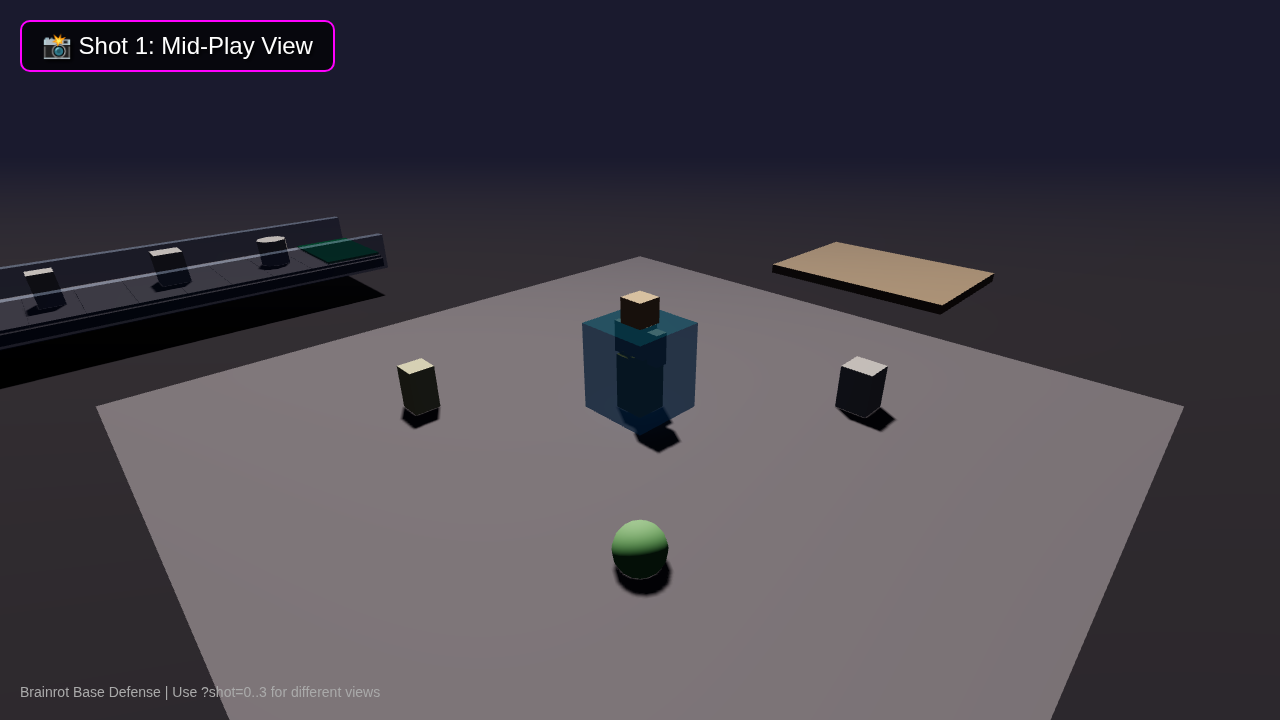 📸 Shot 1: Mid-Play View
Brainrot Base Defense | Use ?shot=0..3 for different views